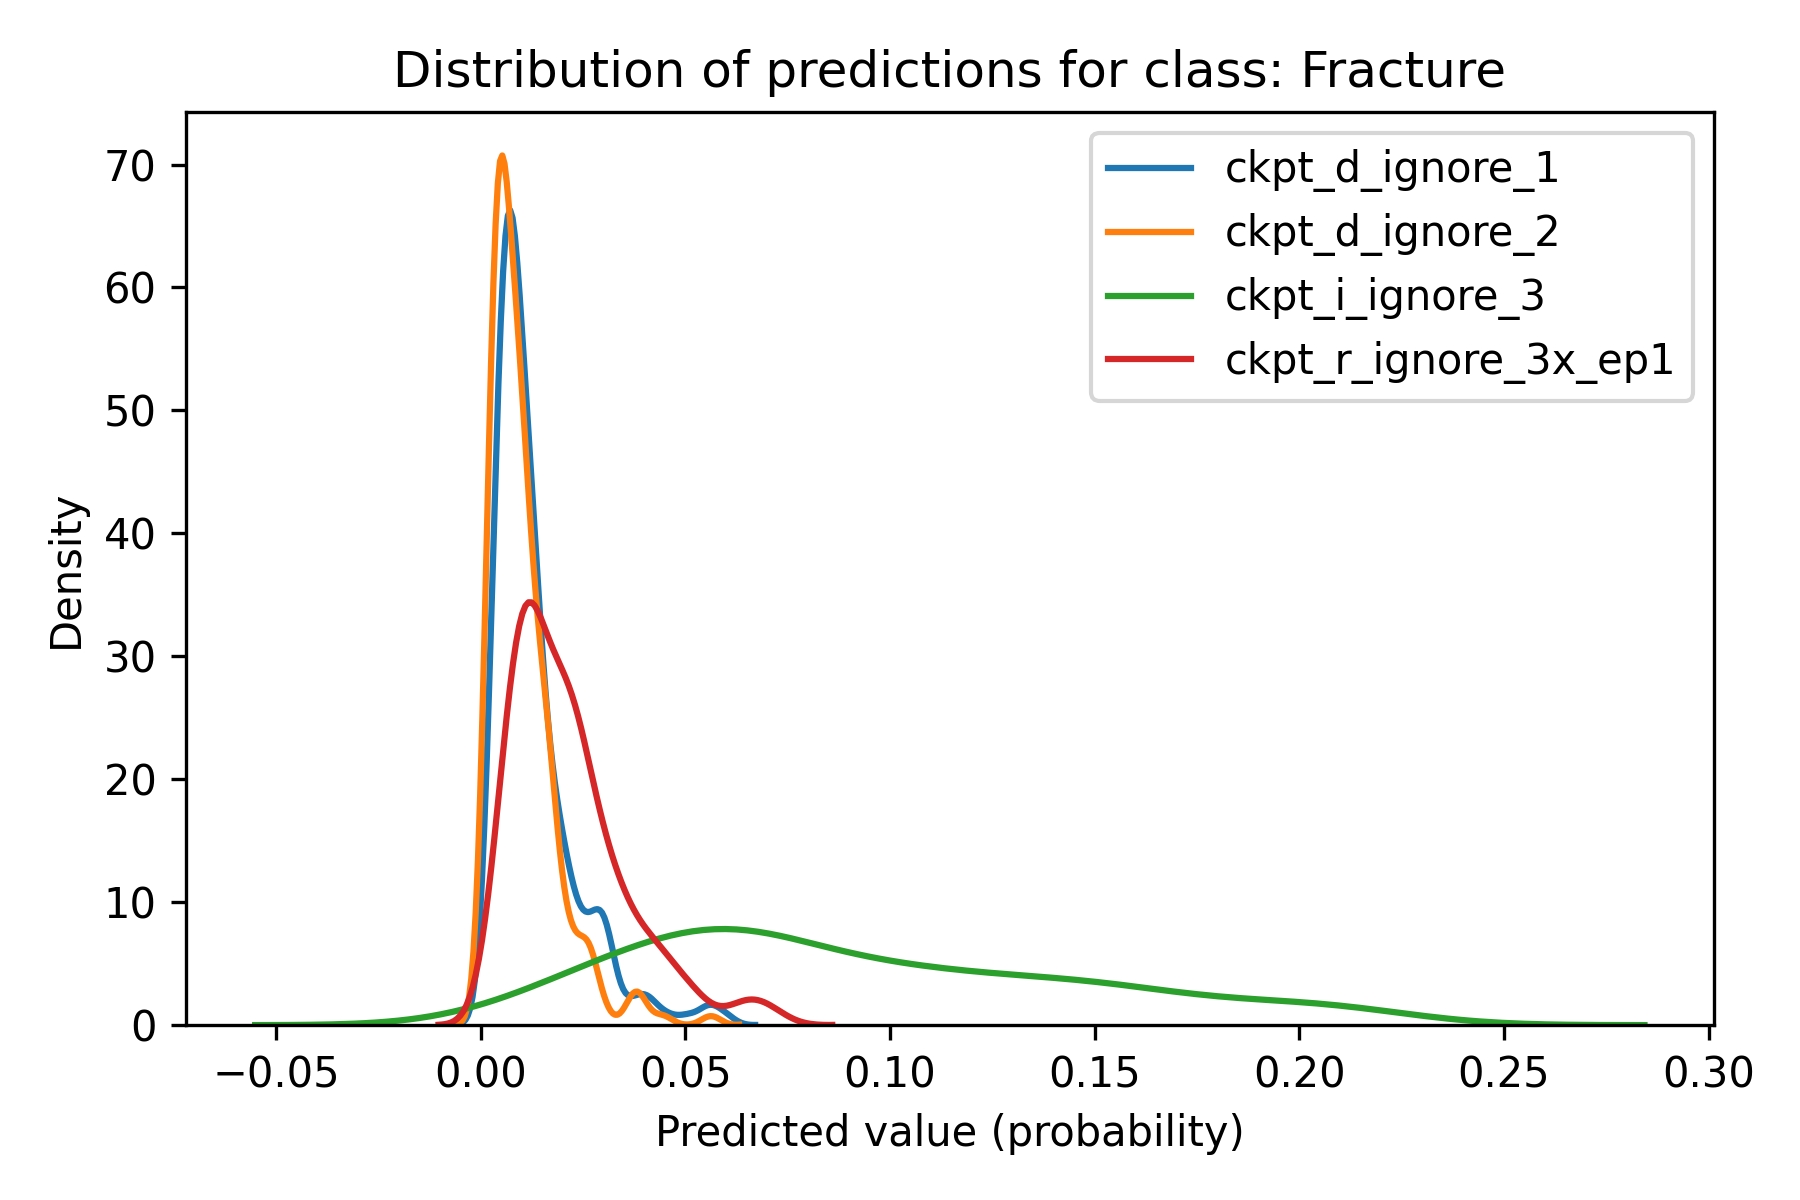 Distribution of predictions for class: Fracture
ckpt_d_ignore_1
ckpt_d_ignore_2
ckpt_i_ignore_3
ckpt_r_ignore_3x_ep1
Density
70
60
50
40
30
20
10
0
−0.05 0.00 0.05 0.10 0.15 0.20 0.25 0.30
Predicted value (probability)